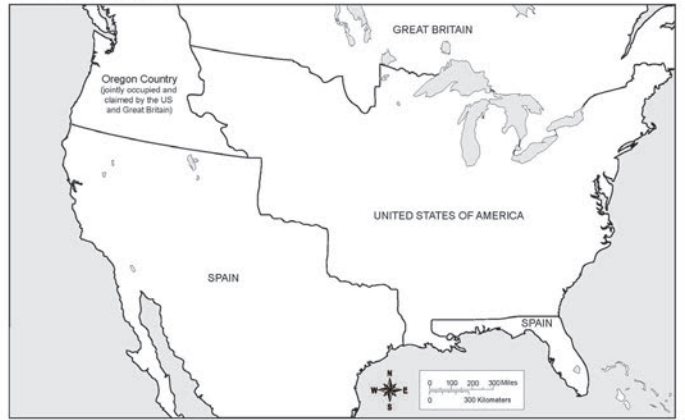 GREAT BRITAIN
Oregon Country
(jointly occupied and
claimed by the US
and Great Britain)
UNITED STATES OF AMERICA
SPAIN
SPAIN
N
W E
S
0 100 200 300 Miles
0 300 Kilometers